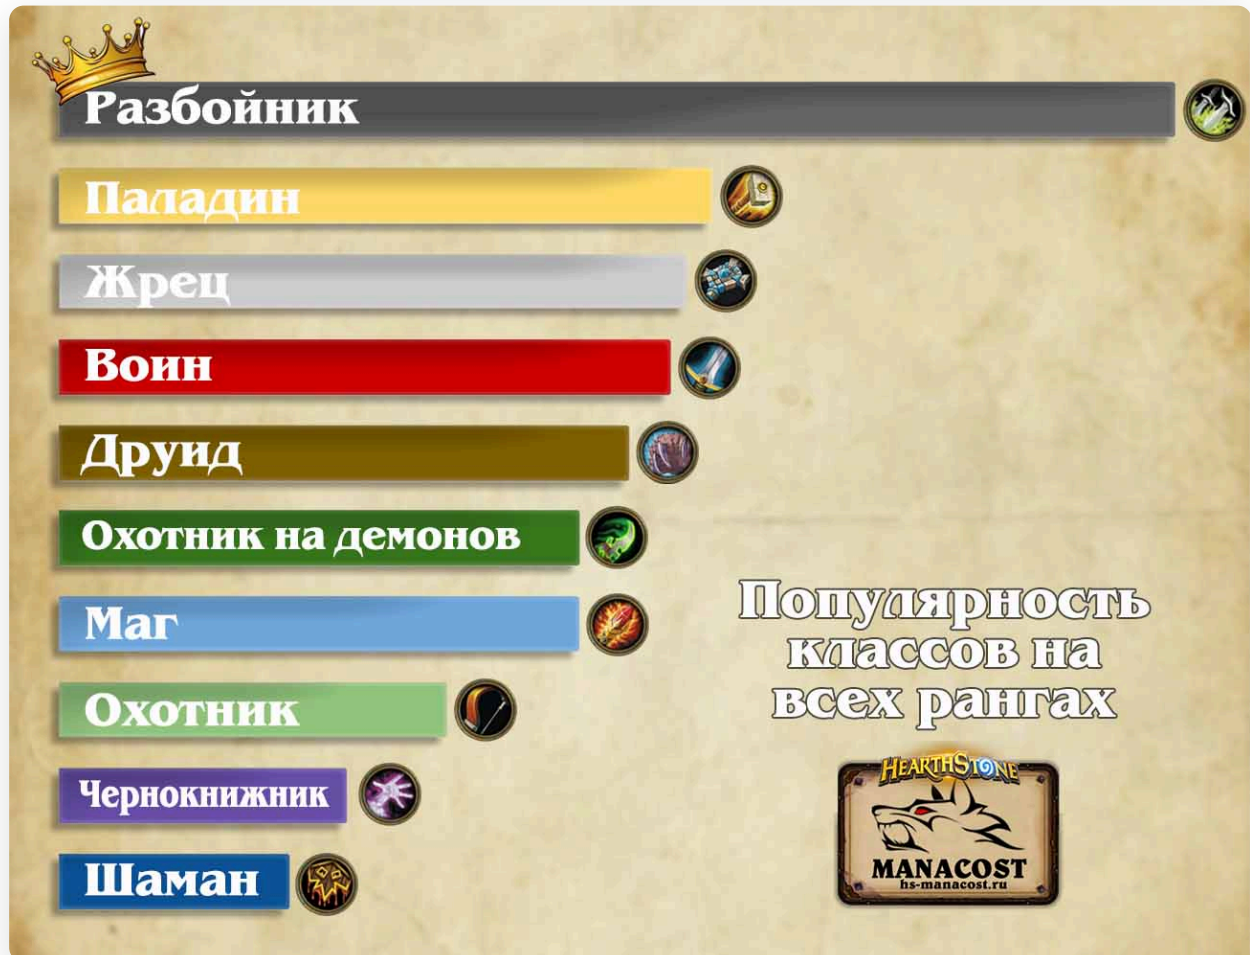 Разбойник
Паладин
Жрец
Воин
Друид
Охотник на демонов
Маг
Охотник
Чернокнижник
Шаман
Популярность
классов на
всех рангах
HEARTHSTONE
MANACOST
hs-manacost.ru